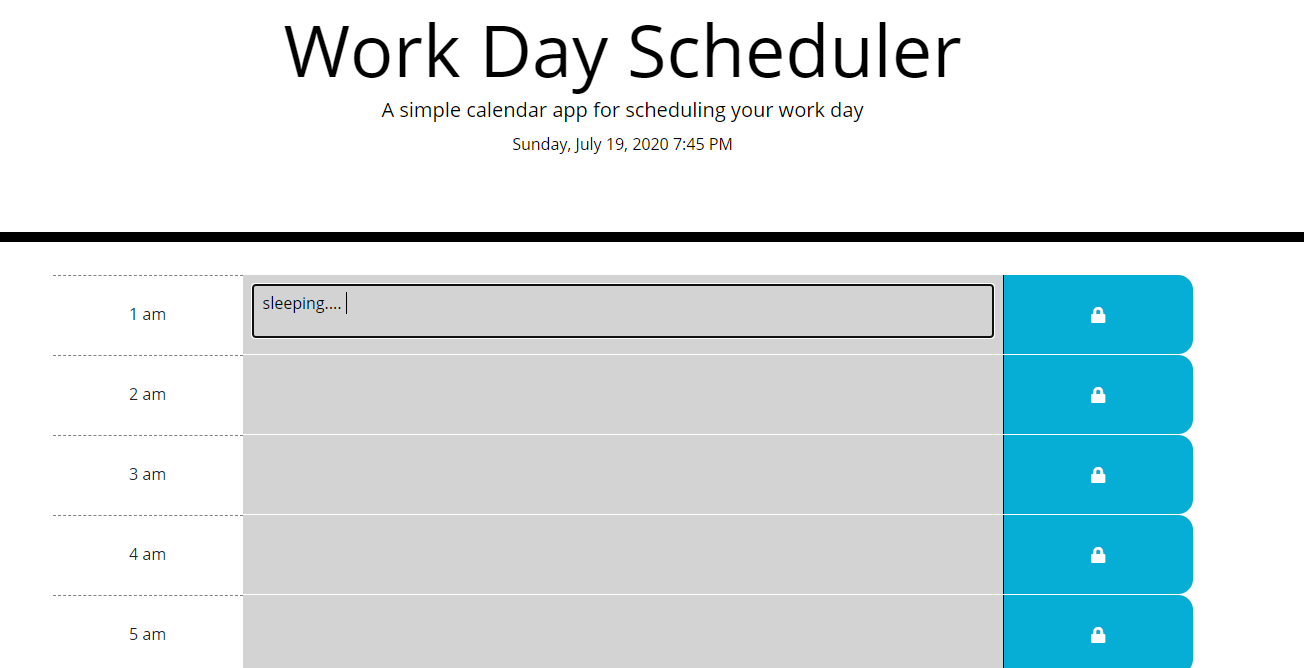 Work Day Scheduler
A simple calendar app for scheduling your work day
Sunday, July 19, 2020 7:45 PM
1 am
sleeping....
2 am
3 am
4 am
5 am